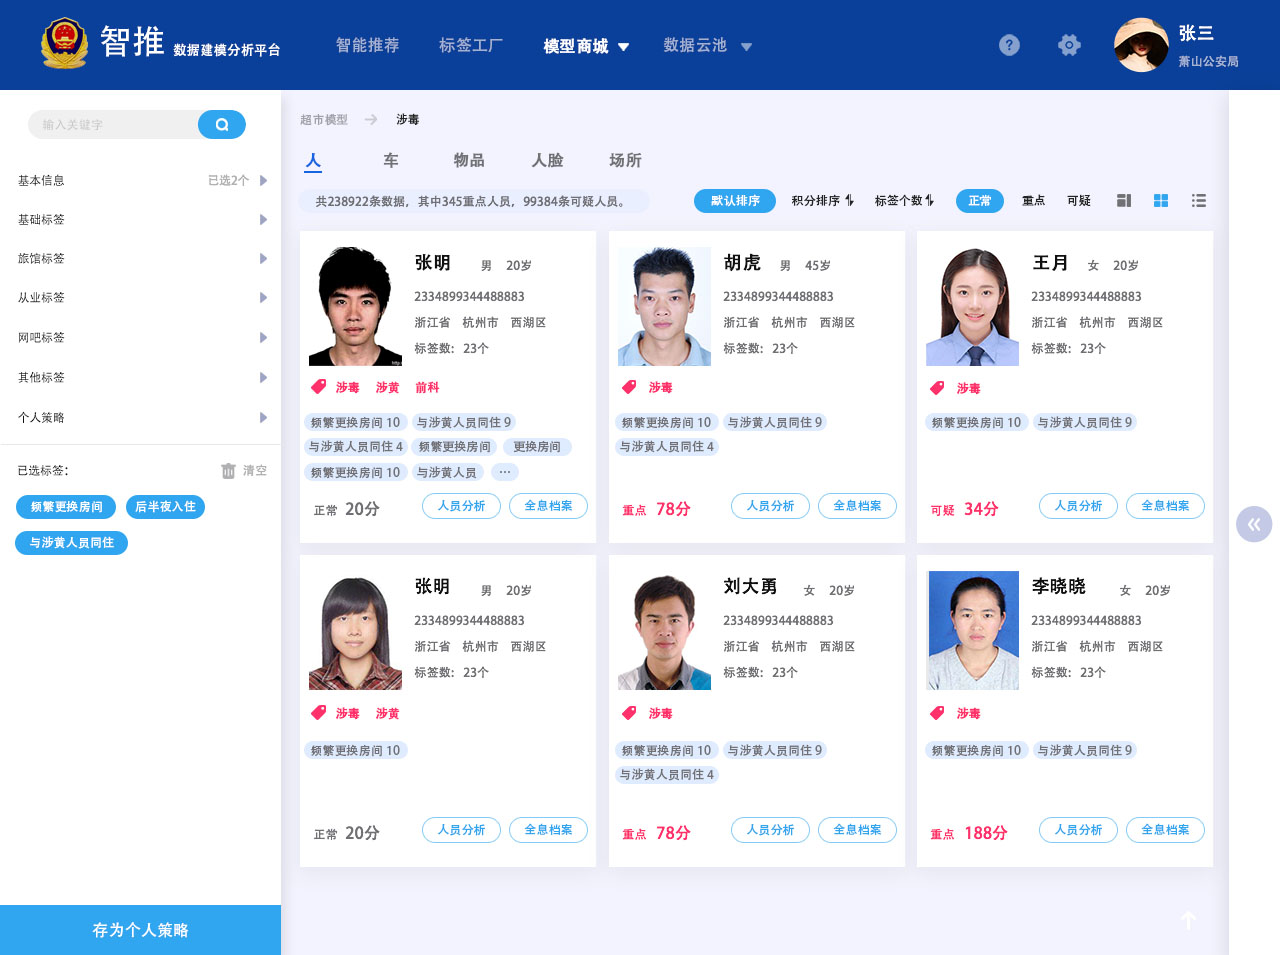 智推 数据建模分析平台
智能推荐 标签工厂 模型商城 数据云池
张三
萧山公安局
输入关键字
基本信息 已选2个
基础标签
旅馆标签
从业标签
网吧标签
其他标签
个人策略
已选标签： 清空
频繁更换房间 后半夜入住
与涉黄人员同住
存为个人策略
超市模型 涉毒
人 车 物品 人脸 场所
共238922条数据，其中345重点人员，99384条可疑人员。
默认排序 积分排序 标签个数 正常 重点 可疑
张明 男 20岁
2334899344488883
浙江省 杭州市 西湖区
标签数：23个
涉毒 涉黄 前科
频繁更换房间 10 与涉黄人员同住 9
与涉黄人员同住 4 频繁更换房间 更换房间
频繁更换房间 10 与涉黄人员 ...
正常 20分 人员分析 全息档案
胡虎 男 45岁
2334899344488883
浙江省 杭州市 西湖区
标签数：23个
涉毒
频繁更换房间 10 与涉黄人员同住 9
与涉黄人员同住 4
重点 78分 人员分析 全息档案
王月 女 20岁
2334899344488883
浙江省 杭州市 西湖区
标签数：23个
涉毒
频繁更换房间 10 与涉黄人员同住 9
可疑 34分 人员分析 全息档案
张明 男 20岁
2334899344488883
浙江省 杭州市 西湖区
标签数：23个
涉毒 涉黄
频繁更换房间 10
正常 20分 人员分析 全息档案
刘大勇 女 20岁
2334899344488883
浙江省 杭州市 西湖区
标签数：23个
涉毒
频繁更换房间 10 与涉黄人员同住 9
与涉黄人员同住 4
重点 78分 人员分析 全息档案
李晓晓 女 20岁
2334899344488883
浙江省 杭州市 西湖区
标签数：23个
涉毒
频繁更换房间 10 与涉黄人员同住 9
重点 188分 人员分析 全息档案